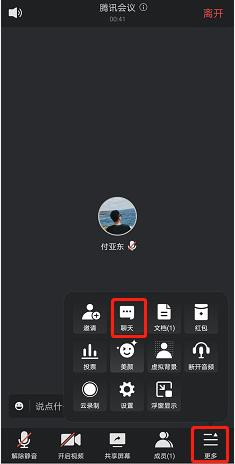 腾讯会议
00:41
离开
付亚东
邀请 聊天 文档(1) 红包
投票 美颜 虚拟背景 断开音频
云录制 设置 浮窗显示
说点什
解除静音 开启视频 共享屏幕 成员(1) 更多